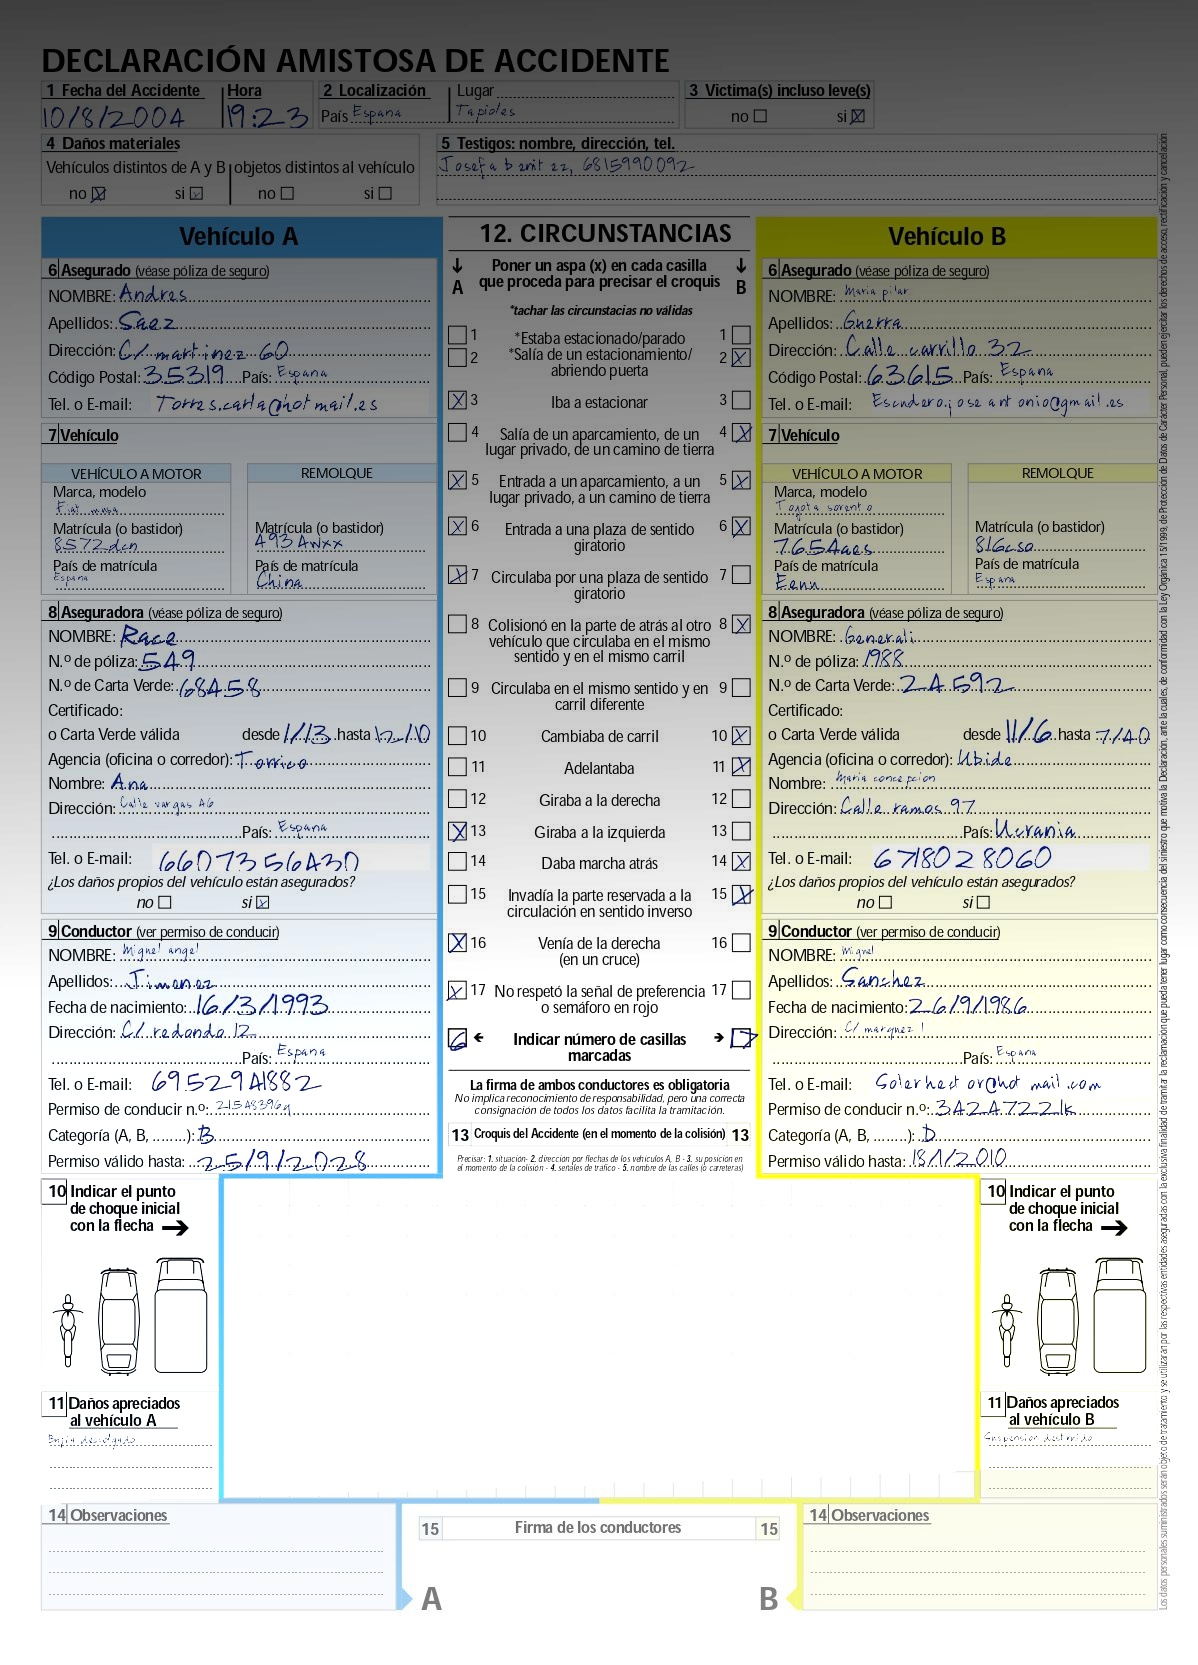 DECLARACIÓN AMISTOSA DE ACCIDENTE
1 Fecha del Accidente Hora 2 Localización Lugar 3 Victima(s) incluso leve(s)
10/8/2004 19:23 País Espana Tapioles no si
4 Daños materiales 5 Testigos: nombre, dirección, tel.
Vehículos distintos de A y B objetos distintos al vehículo Josefa benitez, 6815990092
no si no si
Vehículo A
6 Asegurado (véase póliza de seguro)
NOMBRE: Andres
Apellidos: Saez
Dirección: C/ martinez 60
Código Postal: 35319 País: Espana
Tel. o E-mail: Torres.carla@hotmail.es
7 Vehículo
VEHÍCULO A MOTOR REMOLQUE
Marca, modelo
Fiat
Matrícula (o bastidor) Matrícula (o bastidor)
8572dcn 493Awxx
País de matrícula País de matrícula
Espana China
8 Aseguradora (véase póliza de seguro)
NOMBRE: Race
N.º de póliza: 549
N.º de Carta Verde: 68458
Certificado:
o Carta Verde válida desde 1/13 hasta 12/10
Agencia (oficina o corredor): Torrico
Nombre: Ana
Dirección: Calle vargas 46
País: Espana
Tel. o E-mail: 6607356430
¿Los daños propios del vehículo están asegurados?
no si
9 Conductor (ver permiso de conducir)
NOMBRE: Miguel angel
Apellidos: Jimenez
Fecha de nacimiento: 16/3/1993
Dirección: C/ redondo 12
País: Espana
Tel. o E-mail: 6952941882
Permiso de conducir n.º: 21548396q
Categoría (A, B, ........): B
Permiso válido hasta: 25/9/2028
12. CIRCUNSTANCIAS
A Poner un aspa (x) en cada casilla que proceda para precisar el croquis B
*tachar las circunstacias no válidas
1 *Estaba estacionado/parado 1
2 *Salía de un estacionamiento/ 2
abriendo puerta
3 Iba a estacionar 3
4 Salía de un aparcamiento, de un 4
lugar privado, de un camino de tierra
5 Entrada a un aparcamiento, a un 5
lugar privado, a un camino de tierra
6 Entrada a una plaza de sentido 6
giratorio
7 Circulaba por una plaza de sentido 7
giratorio
8 Colisionó en la parte de atrás al otro 8
vehículo que circulaba en el mismo
sentido y en el mismo carril
9 Circulaba en el mismo sentido y en 9
carril diferente
10 Cambiaba de carril 10
11 Adelantaba 11
12 Giraba a la derecha 12
13 Giraba a la izquierda 13
14 Daba marcha atrás 14
15 Invadía la parte reservada a la 15
circulación en sentido inverso
16 Venía de la derecha 16
(en un cruce)
17 No respetó la señal de preferencia 17
o semáforo en rojo
6 Indicar número de casillas 7
marcadas
La firma de ambos conductores es obligatoria
No implica reconocimiento de responsabilidad, pero una correcta
consignación de todos los datos facilita la tramitación.
13 Croquis del Accidente (en el momento de la colisión) 13
Precisar: 1. situación- 2. dirección por flechas de los vehículos A, B - 3. su posición en
el momento de la colisión - 4. señales de tráfico - 5. nombre de las calles (o carreteras)
Vehículo B
6 Asegurado (véase póliza de seguro)
NOMBRE: Maria pilar
Apellidos: Guerra
Dirección: Calle carrillo 32
Código Postal: 63615 País: Espana
Tel. o E-mail: Escudero.joseantonio@gmail.es
7 Vehículo
VEHÍCULO A MOTOR REMOLQUE
Marca, modelo
Toyota sorento
Matrícula (o bastidor) Matrícula (o bastidor)
7654aes 816cso
País de matrícula País de matrícula
Eeuu Espana
8 Aseguradora (véase póliza de seguro)
NOMBRE: Generali
N.º de póliza: 1988
N.º de Carta Verde: 24592
Certificado:
o Carta Verde válida desde 11/6 hasta 7/40
Agencia (oficina o corredor): Ubide
Nombre: Maria concepcion
Dirección: Calle ramos 97
País: Ucrania
Tel. o E-mail: 6718028060
¿Los daños propios del vehículo están asegurados?
no si
9 Conductor (ver permiso de conducir)
NOMBRE: Miguel
Apellidos: Sanchez
Fecha de nacimiento: 26/9/1986
Dirección: C/ marquez 1
País: Espana
Tel. o E-mail: Solerhector@hotmail.com
Permiso de conducir n.º: 34247221k
Categoría (A, B, ........): D
Permiso válido hasta: 18/1/2010
10 Indicar el punto
de choque inicial
con la flecha
11 Daños apreciados
al vehículo A
Bujia descolgado
10 Indicar el punto
de choque inicial
con la flecha
11 Daños apreciados
al vehículo B
Suspension destruido
14 Observaciones
15 Firma de los conductores 15
A B
14 Observaciones
Los datos personales suministrados serán objeto de tratamiento y se utilizaran por las respectivas entidades aseguradas con la exclusiva finalidad de tramitar la reclamación que pueda tener lugar como consecuencia del siniestro que motiva la Declaración, ante la cuales, de conformidad con la Ley Orgánica 15/1999, de Protección de Datos de Carácter Personal, pueden ejercitar los derechos de acceso, rectificación y cancelación